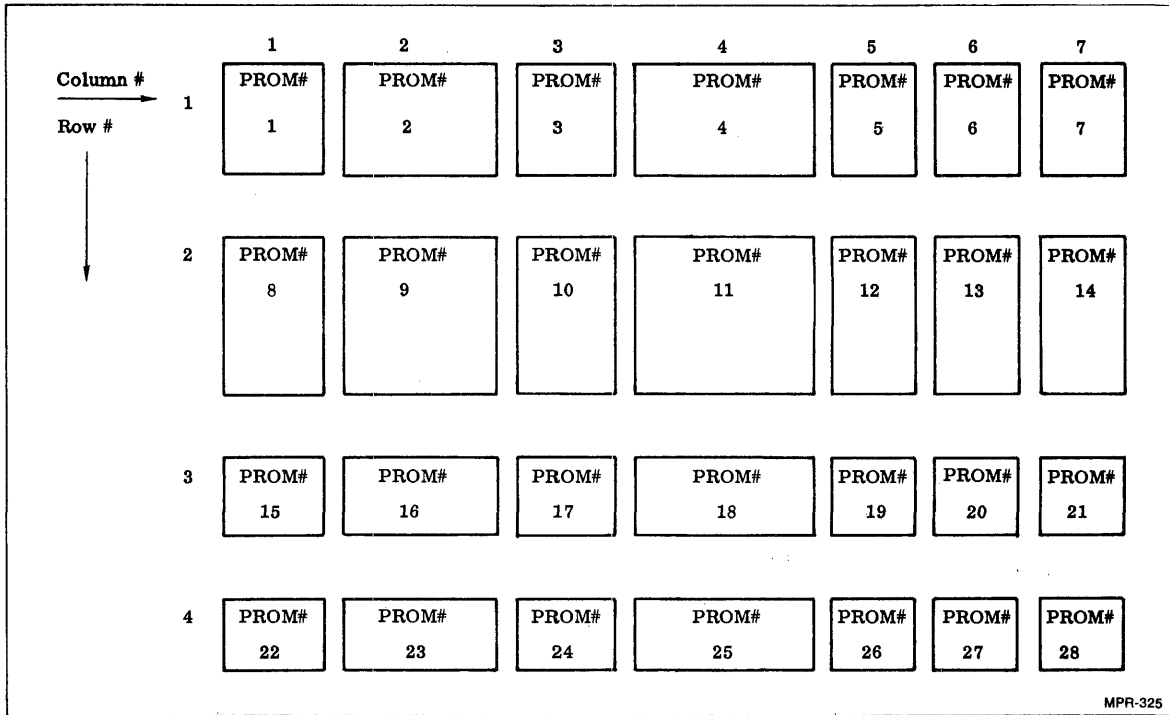 1 2 3 4 5 6 7
Column #
Row #
1 PROM# PROM# PROM# PROM# PROM# PROM# PROM#
1 2 3 4 5 6 7
2 PROM# PROM# PROM# PROM# PROM# PROM# PROM#
8 9 10 11 12 13 14
3 PROM# PROM# PROM# PROM# PROM# PROM# PROM#
15 16 17 18 19 20 21
4 PROM# PROM# PROM# PROM# PROM# PROM# PROM#
22 23 24 25 26 27 28
MPR-325